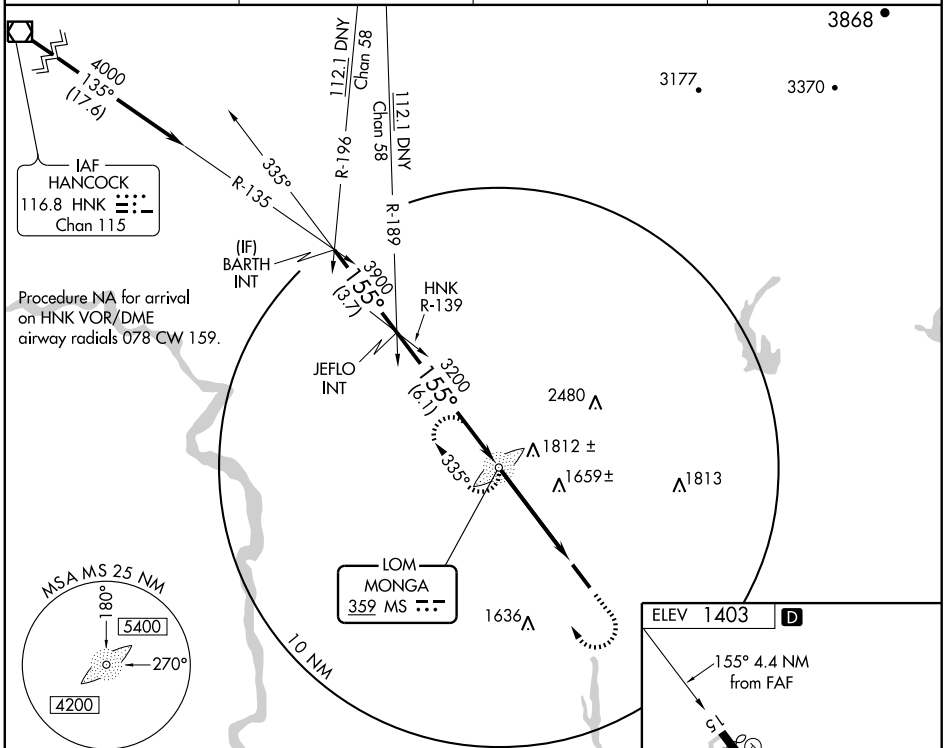 3868
3177
3370
4000
135°
(17.6)
112.1 DNY
Chan 58
112.1 DNY
Chan 58
R-196
R-189
335°
R-135
IAF
HANCOCK
116.8 HNK
Chan 115
(IF)
BARTH
INT
3900
155°
(3.7)
HNK
R-139
Procedure NA for arrival
on HNK VOR/DME
airway radials 078 CW 159.
JEFLO
INT
3200
155°
(6.1)
2480
1812 ±
335°
1659±
1813
LOM
MONGA
359 MS
1636
10 NM
MSA MS 25 NM
180°
5400
270°
4200
ELEV 1403 D
155° 4.4 NM
from FAF
15